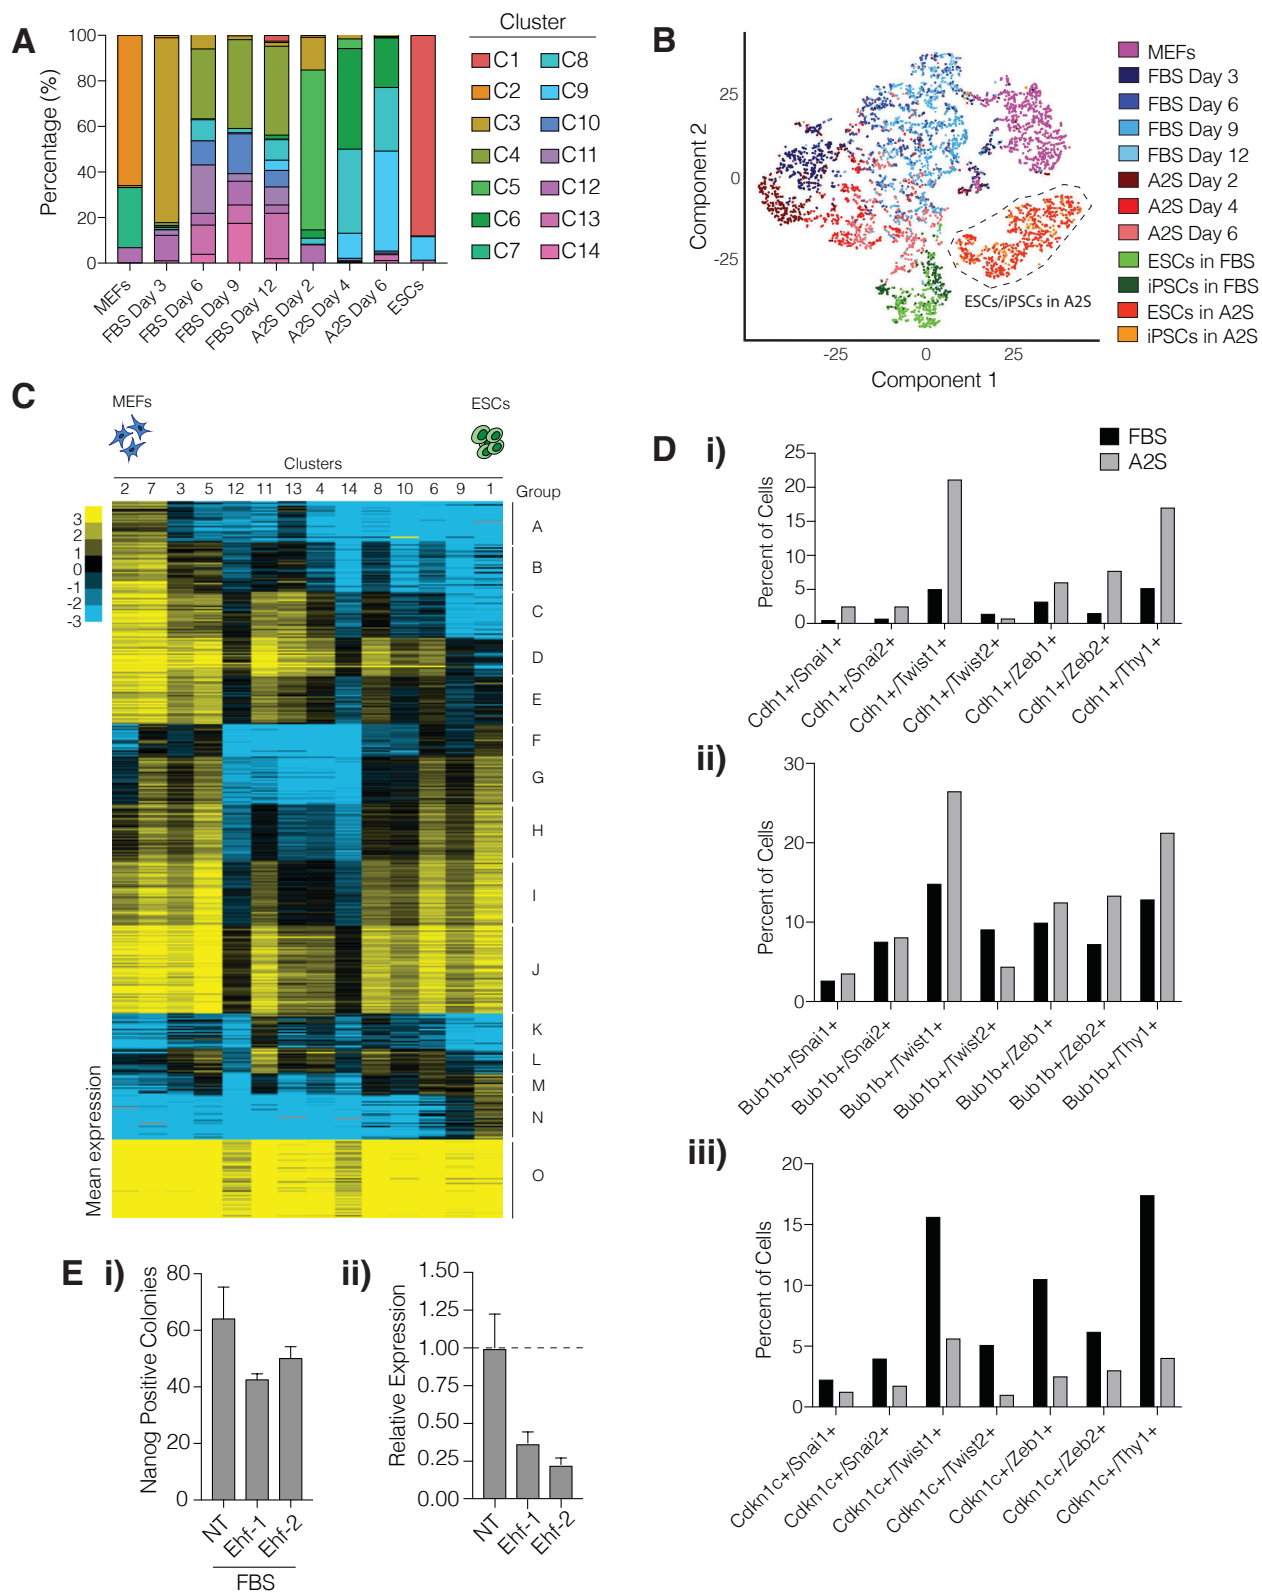 A
Percentage (%)
100
80
60
40
20
0
MEFs
FBS Day 3
FBS Day 6
FBS Day 9
FBS Day 12
A2S Day 2
A2S Day 4
A2S Day 6
ESCs
Cluster
C1 C8
C2 C9
C3 C10
C4 C11
C5 C12
C6 C13
C7 C14
B
Component 2
25
0
-25
-25 0 25
Component 1
ESCs/iPSCs in A2S
MEFs
FBS Day 3
FBS Day 6
FBS Day 9
FBS Day 12
A2S Day 2
A2S Day 4
A2S Day 6
ESCs in FBS
iPSCs in FBS
ESCs in A2S
iPSCs in A2S
C
MEFs ESCs
Clusters
2 7 3 5 12 11 13 4 14 8 10 6 9 1 Group
3
2
1
0
-1
-2
-3
Mean expression
A
B
C
D
E
F
G
H
I
J
K
L
M
N
O
D i)
FBS
A2S
Percent of Cells
25
20
15
10
5
0
Cdh1+/Snai1+
Cdh1+/Snai2+
Cdh1+/Twist1+
Cdh1+/Twist2+
Cdh1+/Zeb1+
Cdh1+/Zeb2+
Cdh1+/Thy1+
ii)
Percent of Cells
30
20
10
0
Bub1b+/Snai1+
Bub1b+/Snai2+
Bub1b+/Twist1+
Bub1b+/Twist2+
Bub1b+/Zeb1+
Bub1b+/Zeb2+
Bub1b+/Thy1+
iii)
Percent of Cells
20
15
10
5
0
Cdkn1c+/Snai1+
Cdkn1c+/Snai2+
Cdkn1c+/Twist1+
Cdkn1c+/Twist2+
Cdkn1c+/Zeb1+
Cdkn1c+/Zeb2+
Cdkn1c+/Thy1+
E i)
Nanog Positive Colonies
80
60
40
20
0
NT
Ehf-1
Ehf-2
FBS
ii)
Relative Expression
1.50
1.25
1.00
0.75
0.50
0.25
0.00
NT
Ehf-1
Ehf-2